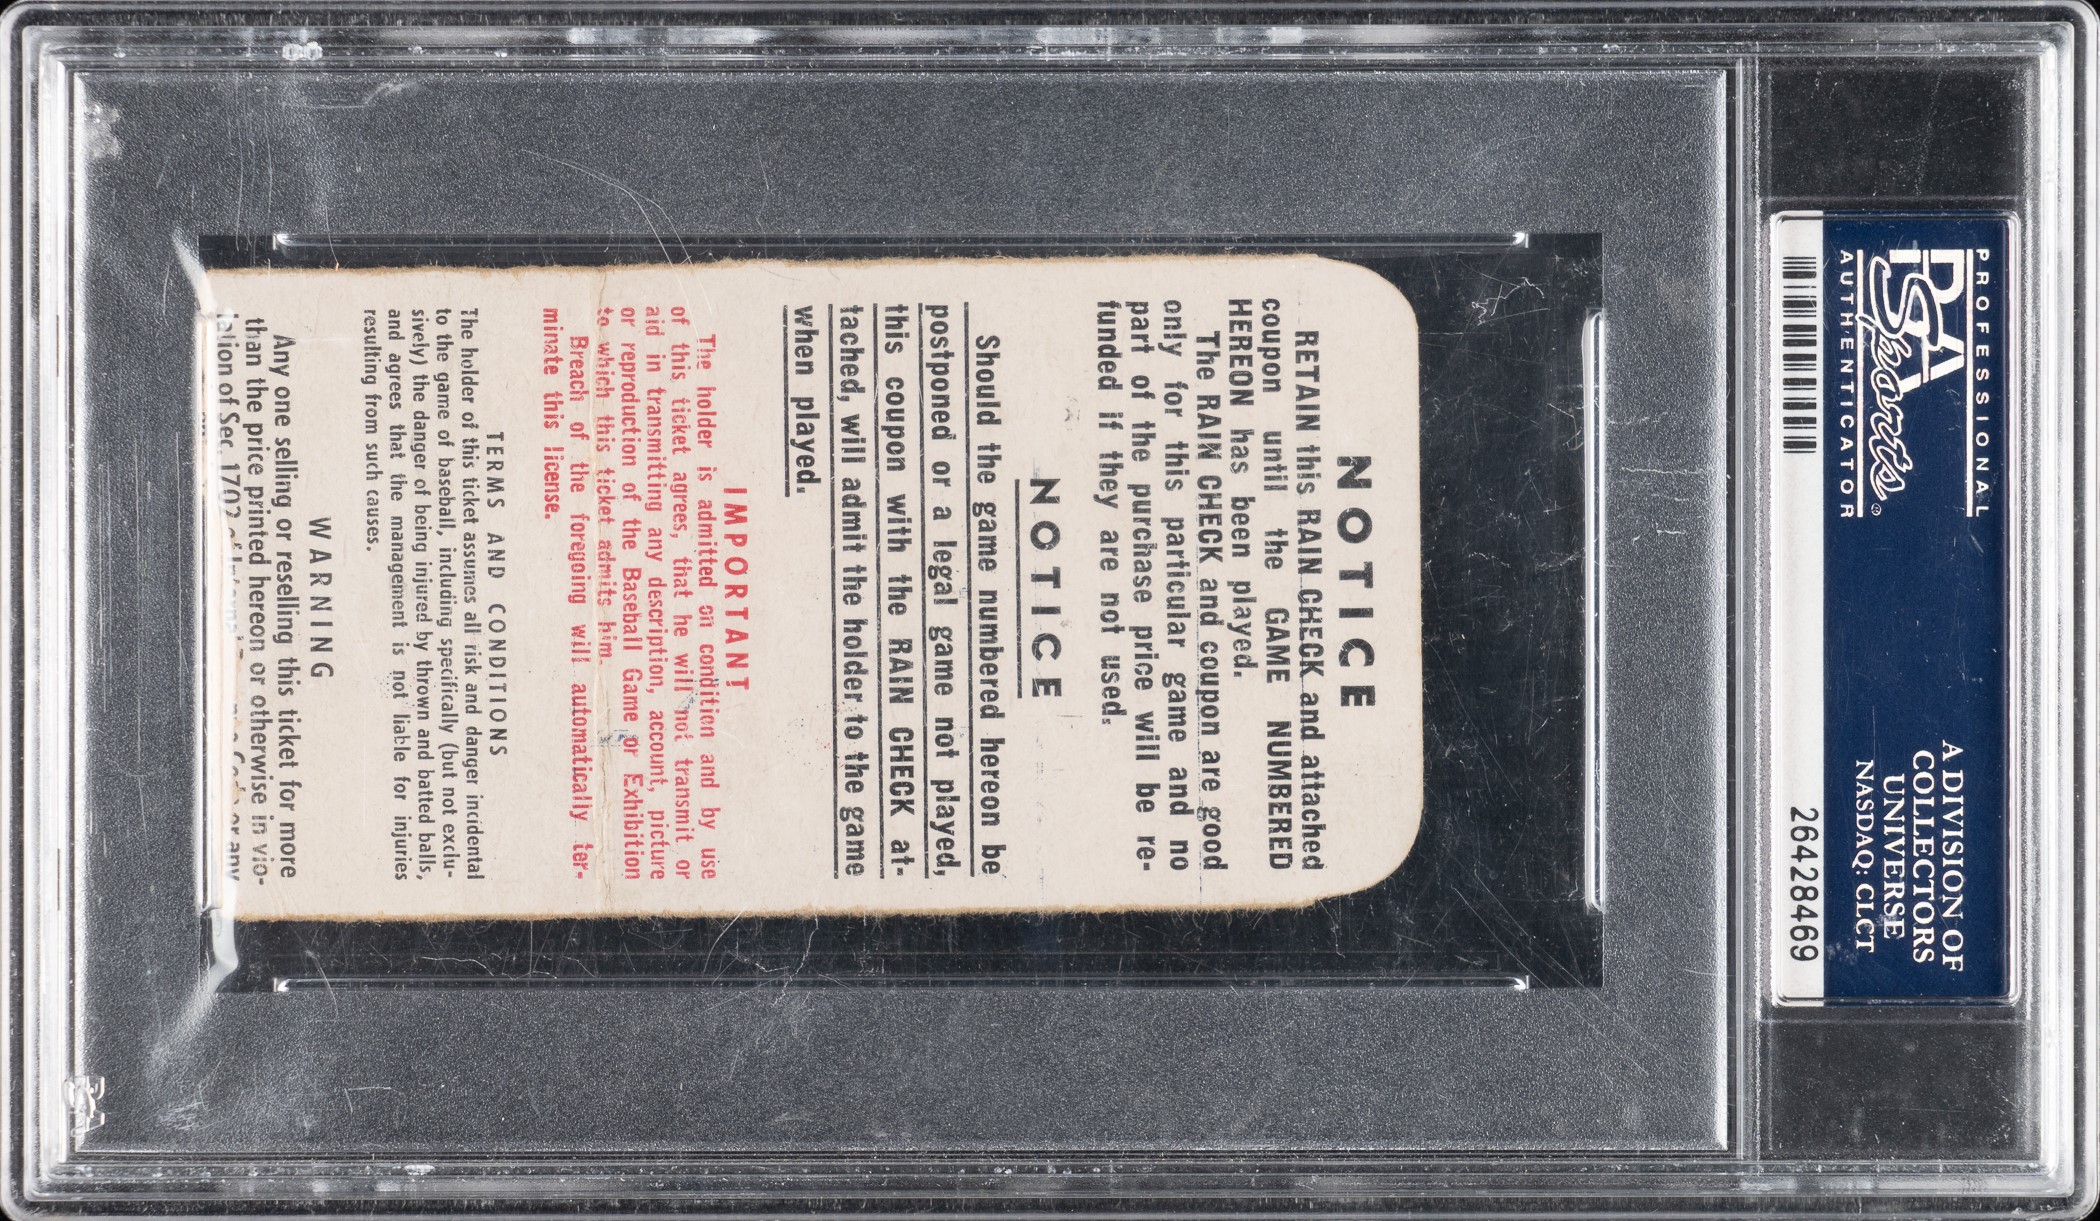 PROFESSIONAL
PSA
Sports®
AUTHENTICATOR
A DIVISION OF
COLLECTORS
UNIVERSE
NASDAQ: CLCT
26428469
NOTICE
RETAIN this RAIN CHECK and attached
coupon until the GAME NUMBERED
HEREON has been played.
The RAIN CHECK and coupon are good
only for this particular game and no
part of the purchase price will be re-
funded if they are not used.
NOTICE
Should the game numbered hereon be
postponed or a legal game not played,
this coupon with the RAIN CHECK at-
tached, will admit the holder to the game
when played.
IMPORTANT
The holder is admitted on condition and by use
of this ticket agrees, that he will not transmit or
aid in transmitting any description, account, picture
or reproduction of the Baseball Game or Exhibition
to which this ticket admits him.
Breach of the foregoing will automatically ter-
minate this license.
TERMS AND CONDITIONS
The holder of this ticket assumes all risk and danger incidental
to the game of baseball, including specifically (but not exclu-
sively) the danger of being injured by thrown and batted balls,
and agrees that the management is not liable for injuries
resulting from such causes.
WARNING
Any one selling or reselling this ticket for more
than the price printed hereon or otherwise in vio-
lation of Sec. 1702 of Internal Code or any
PSA